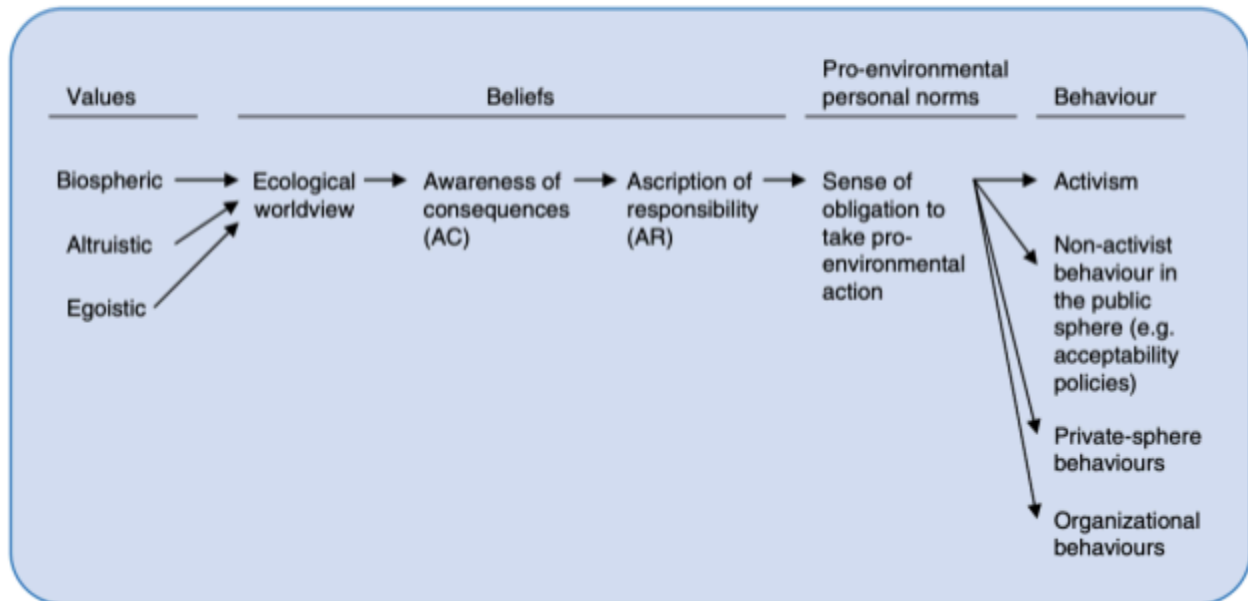 Values
Beliefs
Pro-environmental
personal norms
Behaviour
Biospheric
Altruistic
Egoistic
Ecological
worldview
Awareness of
consequences
(AC)
Ascription of
responsibility
(AR)
Sense of
obligation to
take pro-
environmental
action
Activism
Non-activist
behaviour in
the public
sphere (e.g.
acceptability
policies)
Private-sphere
behaviours
Organizational
behaviours